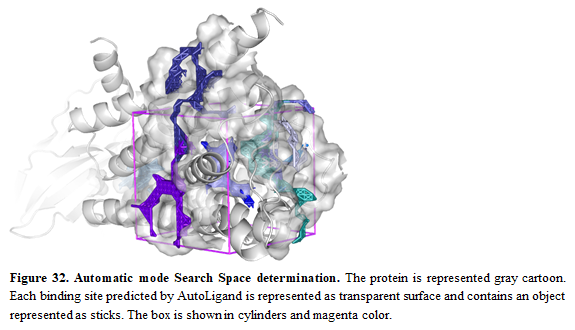 Figure 32. Automatic mode Search Space determination. The protein is represented gray cartoon.
Each binding site predicted by AutoLigand is represented as transparent surface and contains an object
represented as sticks. The box is shown in cylinders and magenta color.